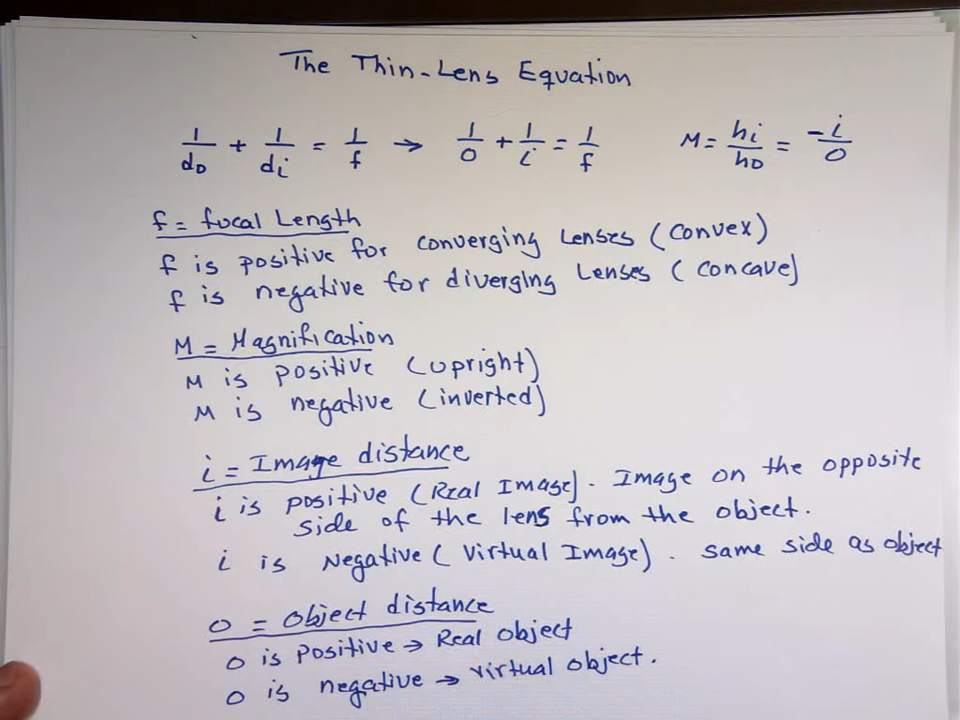 The Thin-Lens Equation
1/do + 1/di = 1/f → 1/o + 1/i = 1/f M = hi/ho = -i/o
f = focal Length
f is positive for converging Lenses (convex)
f is negative for diverging Lenses (concave)
M = Magnification
M is positive (upright)
M is negative (inverted)
i = Image distance
i is positive (Real Image). Image on the opposite
side of the lens from the object.
i is Negative (Virtual Image). same side as object
o = object distance
o is positive → Real object
o is negative → virtual object.